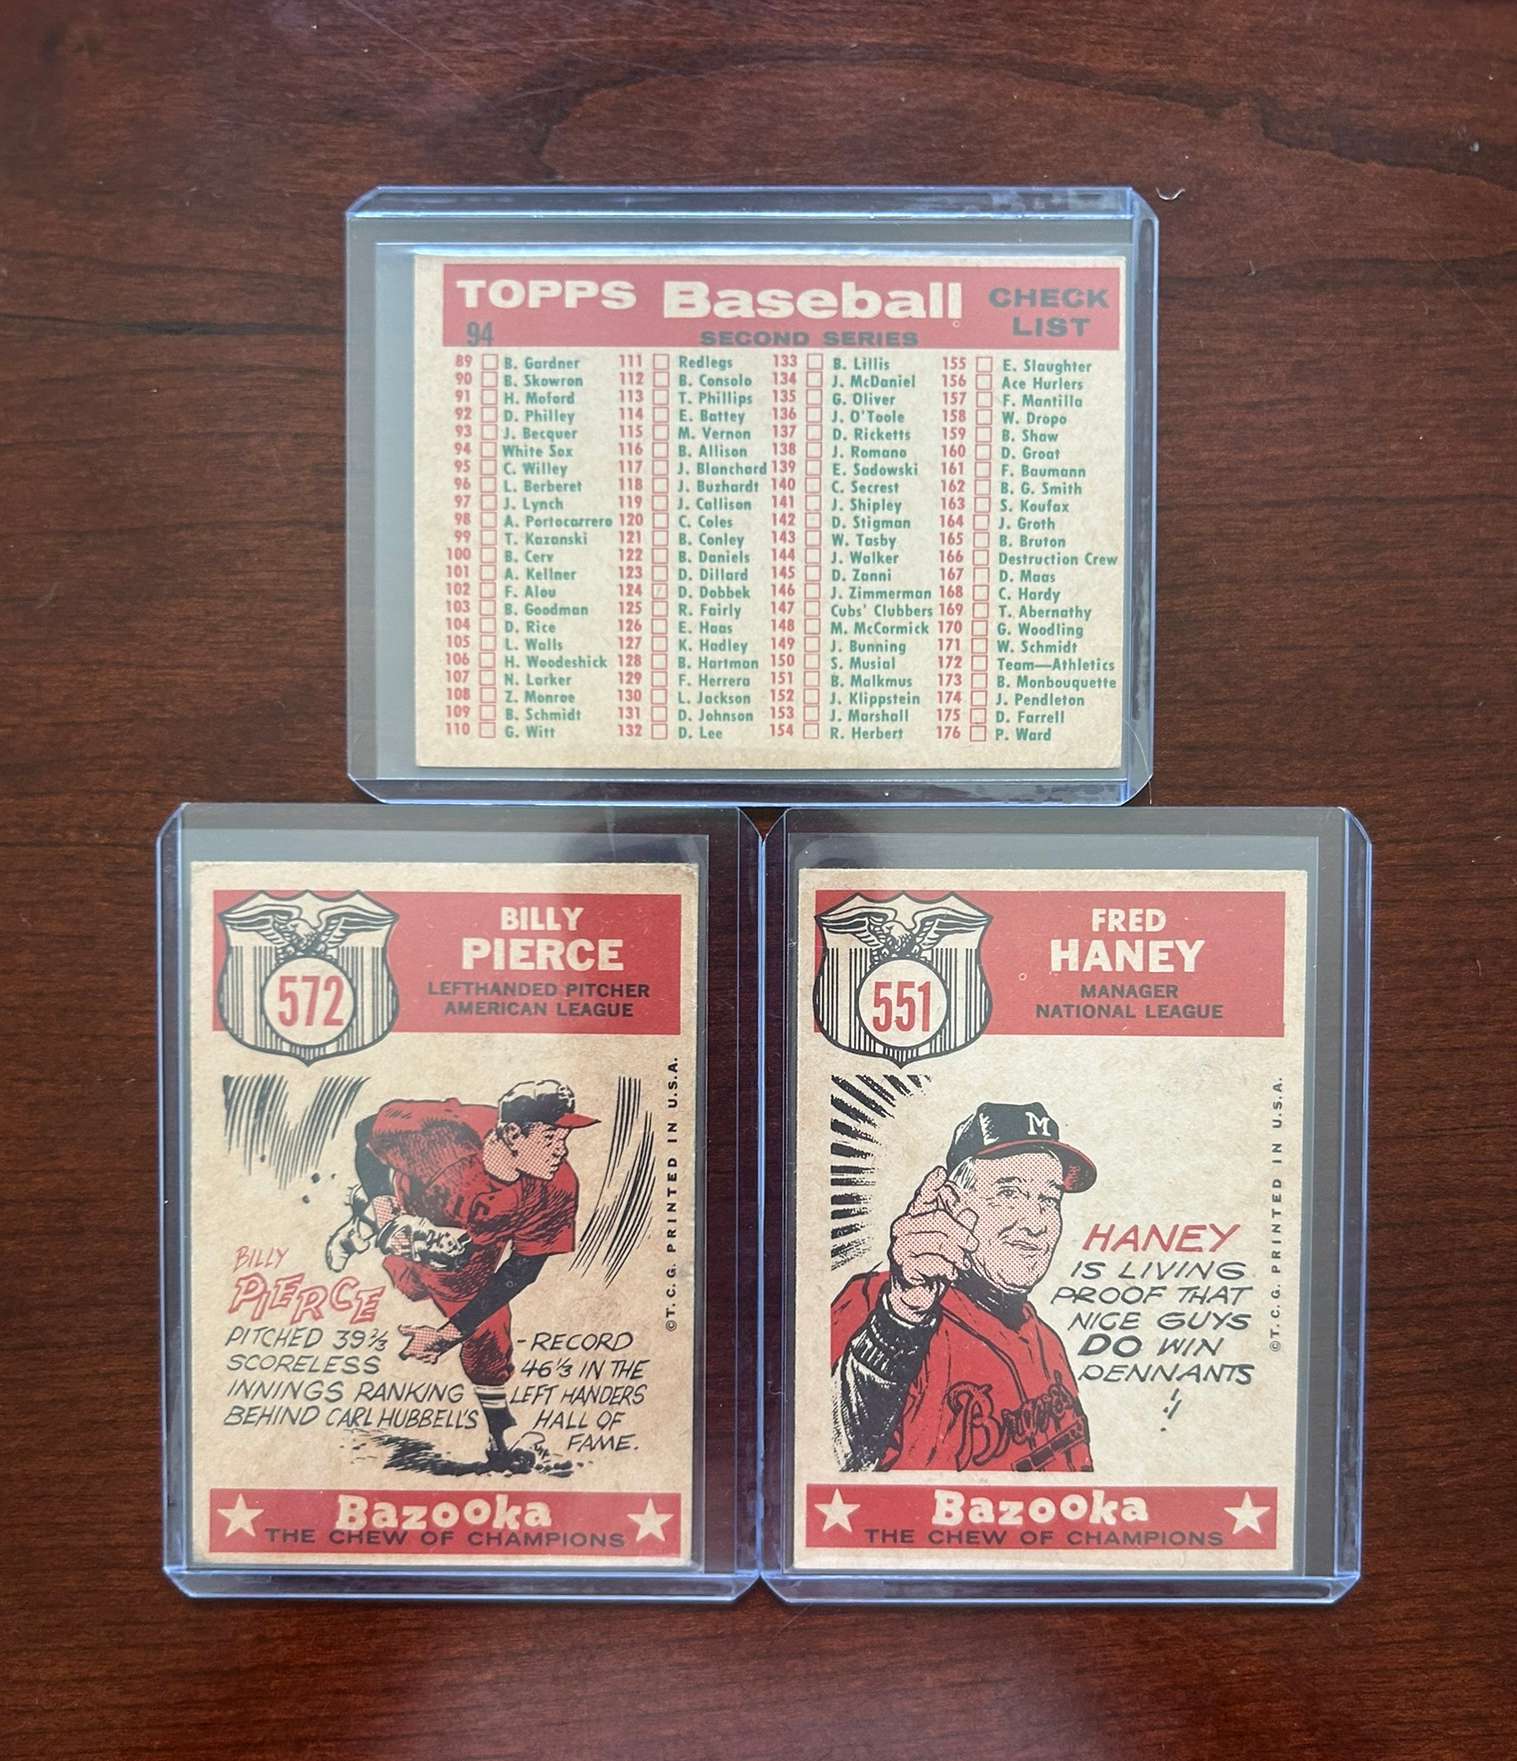 TOPPS Baseball CHECK LIST
94 SECOND SERIES
89 B. Gardner 111 Redlegs 133 B. Lillis 155 E. Slaughter
90 B. Skowron 112 B. Consolo 134 J. McDaniel 156 Ace Hurlers
91 H. Moford 113 T. Phillips 135 G. Oliver 157 F. Mantilla
92 D. Philley 114 E. Battey 136 J. O'Toole 158 W. Dropo
93 J. Becquer 115 M. Vernon 137 D. Ricketts 159 B. Shaw
94 White Sox 116 B. Allison 138 J. Romano 160 D. Groat
95 C. Willey 117 J. Blanchard 139 E. Sadowski 161 F. Baumann
96 L. Berberet 118 J. Buzhardt 140 C. Secrest 162 B. G. Smith
97 J. Lynch 119 J. Callison 141 J. Shipley 163 S. Koufax
98 A. Portocarrero 120 C. Coles 142 D. Stigman 164 J. Groth
99 T. Kazanski 121 B. Conley 143 W. Tasby 165 B. Bruton
100 B. Cerv 122 B. Daniels 144 J. Walker 166 Destruction Crew
101 A. Kellner 123 D. Dillard 145 D. Zanni 167 D. Maas
102 F. Alou 124 D. Dobbek 146 J. Zimmerman 168 C. Hardy
103 B. Goodman 125 R. Fairly 147 Cubs' Clubbers 169 T. Abernathy
104 D. Rice 126 E. Haas 148 M. McCormick 170 G. Woodling
105 L. Walls 127 K. Hadley 149 J. Bunning 171 W. Schmidt
106 H. Woodeshick 128 B. Hartman 150 S. Musial 172 Team—Athletics
107 N. Larker 129 F. Herrera 151 B. Malkmus 173 B. Monbouquette
108 Z. Monroe 130 L. Jackson 152 J. Klippstein 174 J. Pendleton
109 B. Schmidt 131 D. Johnson 153 J. Marshall 175 D. Farrell
110 G. Witt 132 D. Lee 154 R. Herbert 176 P. Ward
572
BILLY
PIERCE
LEFTHANDED PITCHER
AMERICAN LEAGUE
BILLY
PIERCE
PITCHED 39⅔
SCORELESS
INNINGS RANKING
BEHIND CARL HUBBELL'S
-RECORD
46⅓ IN THE
LEFT HANDERS
HALL OF
FAME.
©T. C. G. PRINTED IN U.S.A.
Bazooka
THE CHEW OF CHAMPIONS
551
FRED
HANEY
MANAGER
NATIONAL LEAGUE
M
HANEY
IS LIVING
PROOF THAT
NICE GUYS
DO WIN
PENNANTS
!
Braves
©T. C. G. PRINTED IN U.S.A.
Bazooka
THE CHEW OF CHAMPIONS